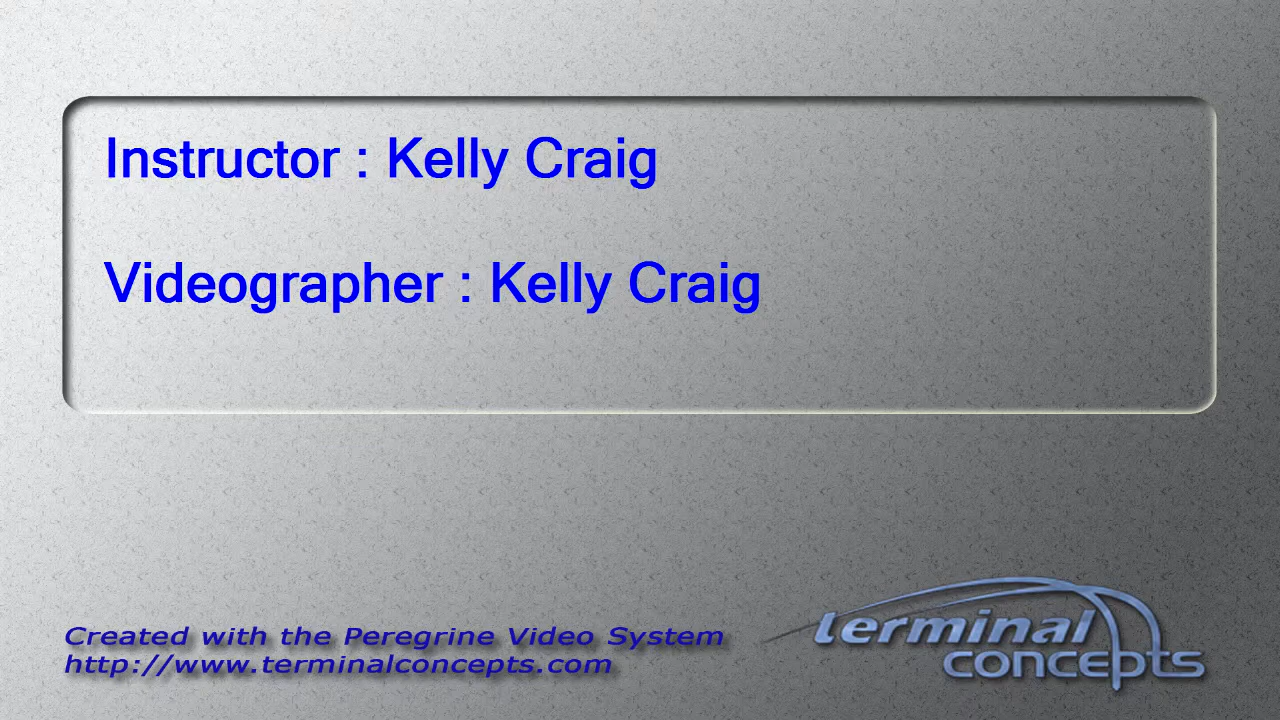 Instructor : Kelly Craig
Videographer : Kelly Craig
Created with the Peregrine Video System
http://www.terminalconcepts.com
terminal
concepts